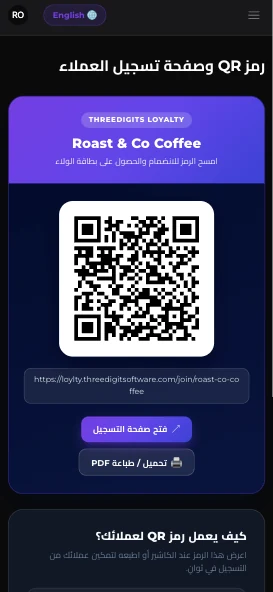 RO
English 🌐
رمز QR وصفحة تسجيل العملاء
THREEDIGITS LOYALTY
Roast & Co Coffee
امسح الرمز للانضمام والحصول على بطاقة الولاء
https://loylty.threedigitsoftware.com/join/roast-co-co
ffee
فتح صفحة التسجيل
تحميل / طباعة PDF
كيف يعمل رمز QR لعملائك؟
اعرض هذا الرمز عند الكاشير أو اطبعه لتمكين عملائك من
التسجيل في ثوانٍ.